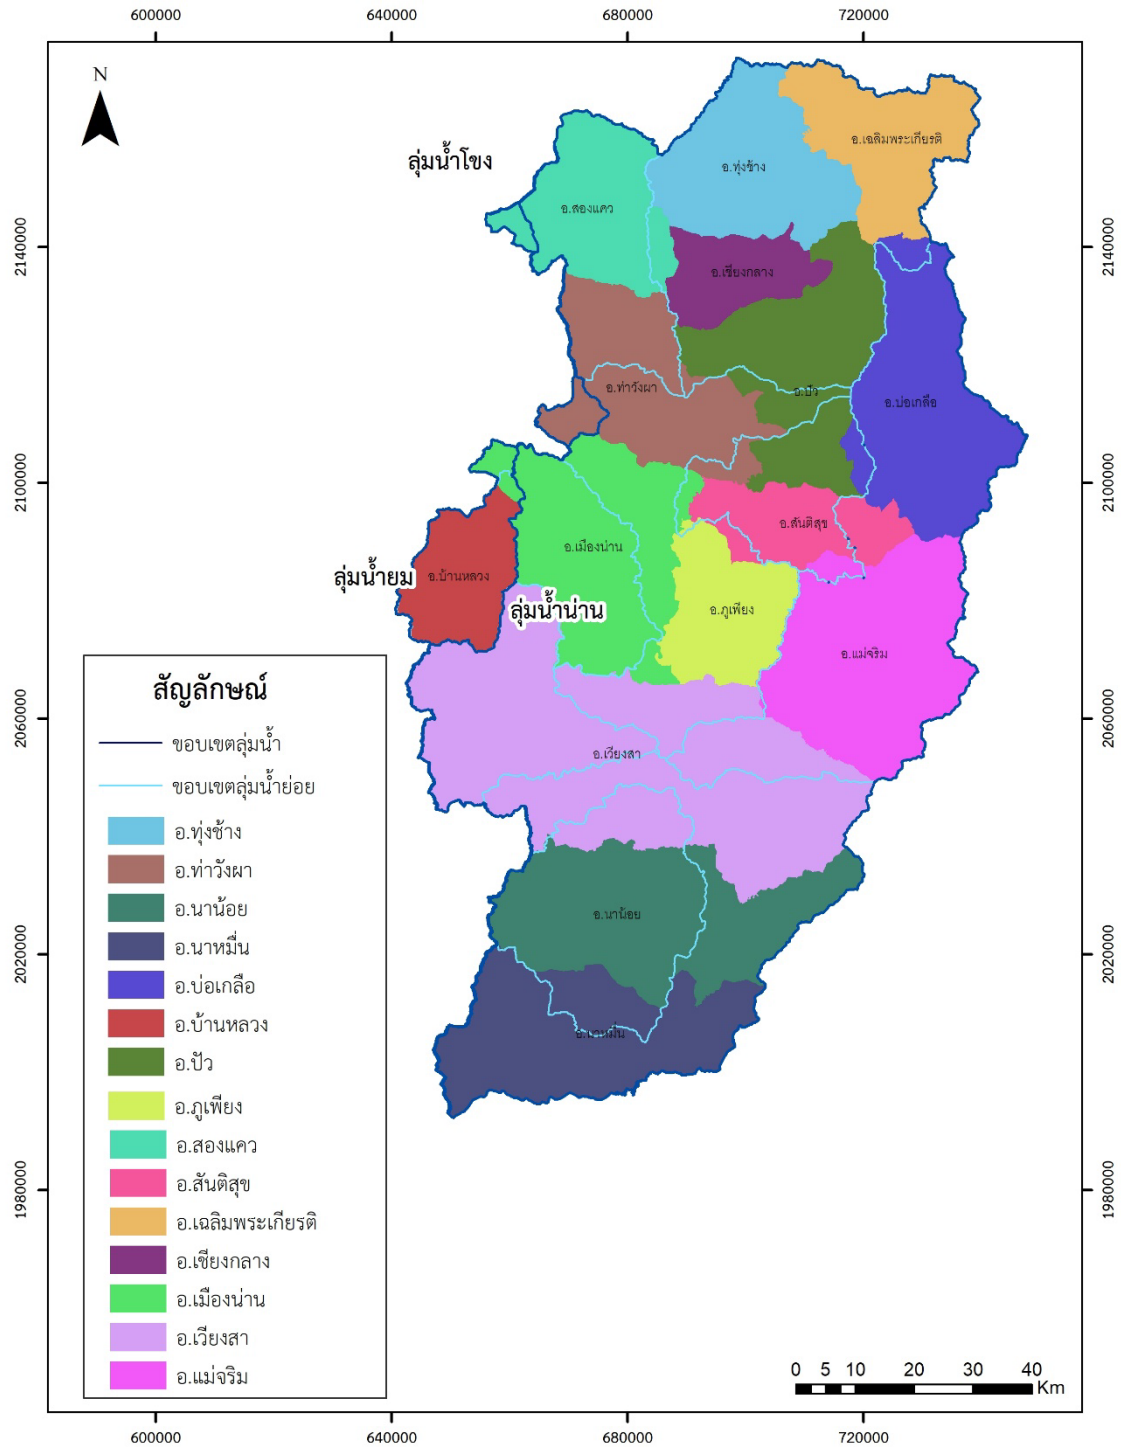 600000 640000 680000 720000
N
อ.เฉลิมพระเกียรติ
ลุ่มน้ำโขง
อ.ทุ่งช้าง
อ.สองแคว
2140000 2140000
อ.เชียงกลาง
อ.ท่าวังผา
อ.ปัว
อ.บ่อเกลือ
2100000 2100000
อ.สันติสุข
อ.เมืองน่าน
ลุ่มน้ำยม
อ.บ้านหลวง
ลุ่มน้ำน่าน
อ.ภูเพียง
อ.แม่จริม
2060000 2060000
อ.เวียงสา
อ.นาน้อย
2020000 2020000
อ.นาหมื่น
1980000 1980000
สัญลักษณ์
ขอบเขตลุ่มน้ำ
ขอบเขตลุ่มน้ำย่อย
อ.ทุ่งช้าง
อ.ท่าวังผา
อ.นาน้อย
อ.นาหมื่น
อ.บ่อเกลือ
อ.บ้านหลวง
อ.ปัว
อ.ภูเพียง
อ.สองแคว
อ.สันติสุข
อ.เฉลิมพระเกียรติ
อ.เชียงกลาง
อ.เมืองน่าน
อ.เวียงสา
อ.แม่จริม
0 5 10 20 30 40
Km
600000 640000 680000 720000